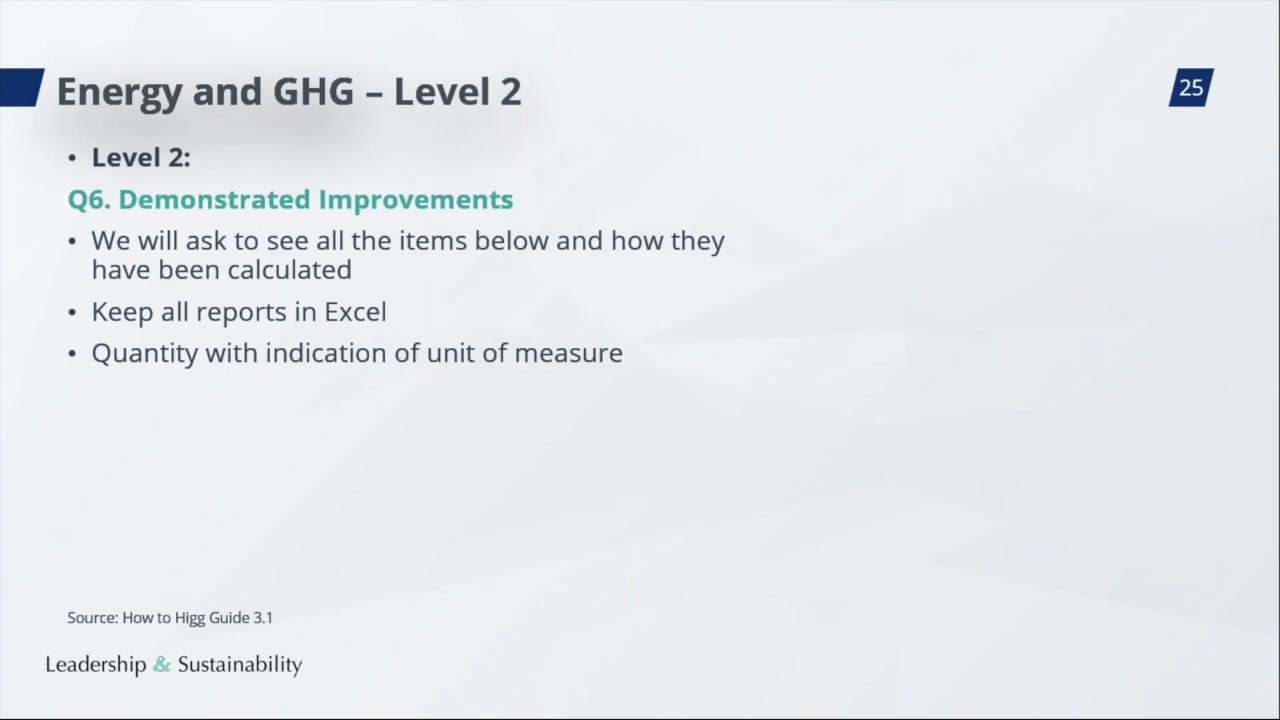 Energy and GHG – Level 2
25
• Level 2:
Q6. Demonstrated Improvements
• We will ask to see all the items below and how they
have been calculated
• Keep all reports in Excel
• Quantity with indication of unit of measure
Source: How to Higg Guide 3.1
Leadership & Sustainability